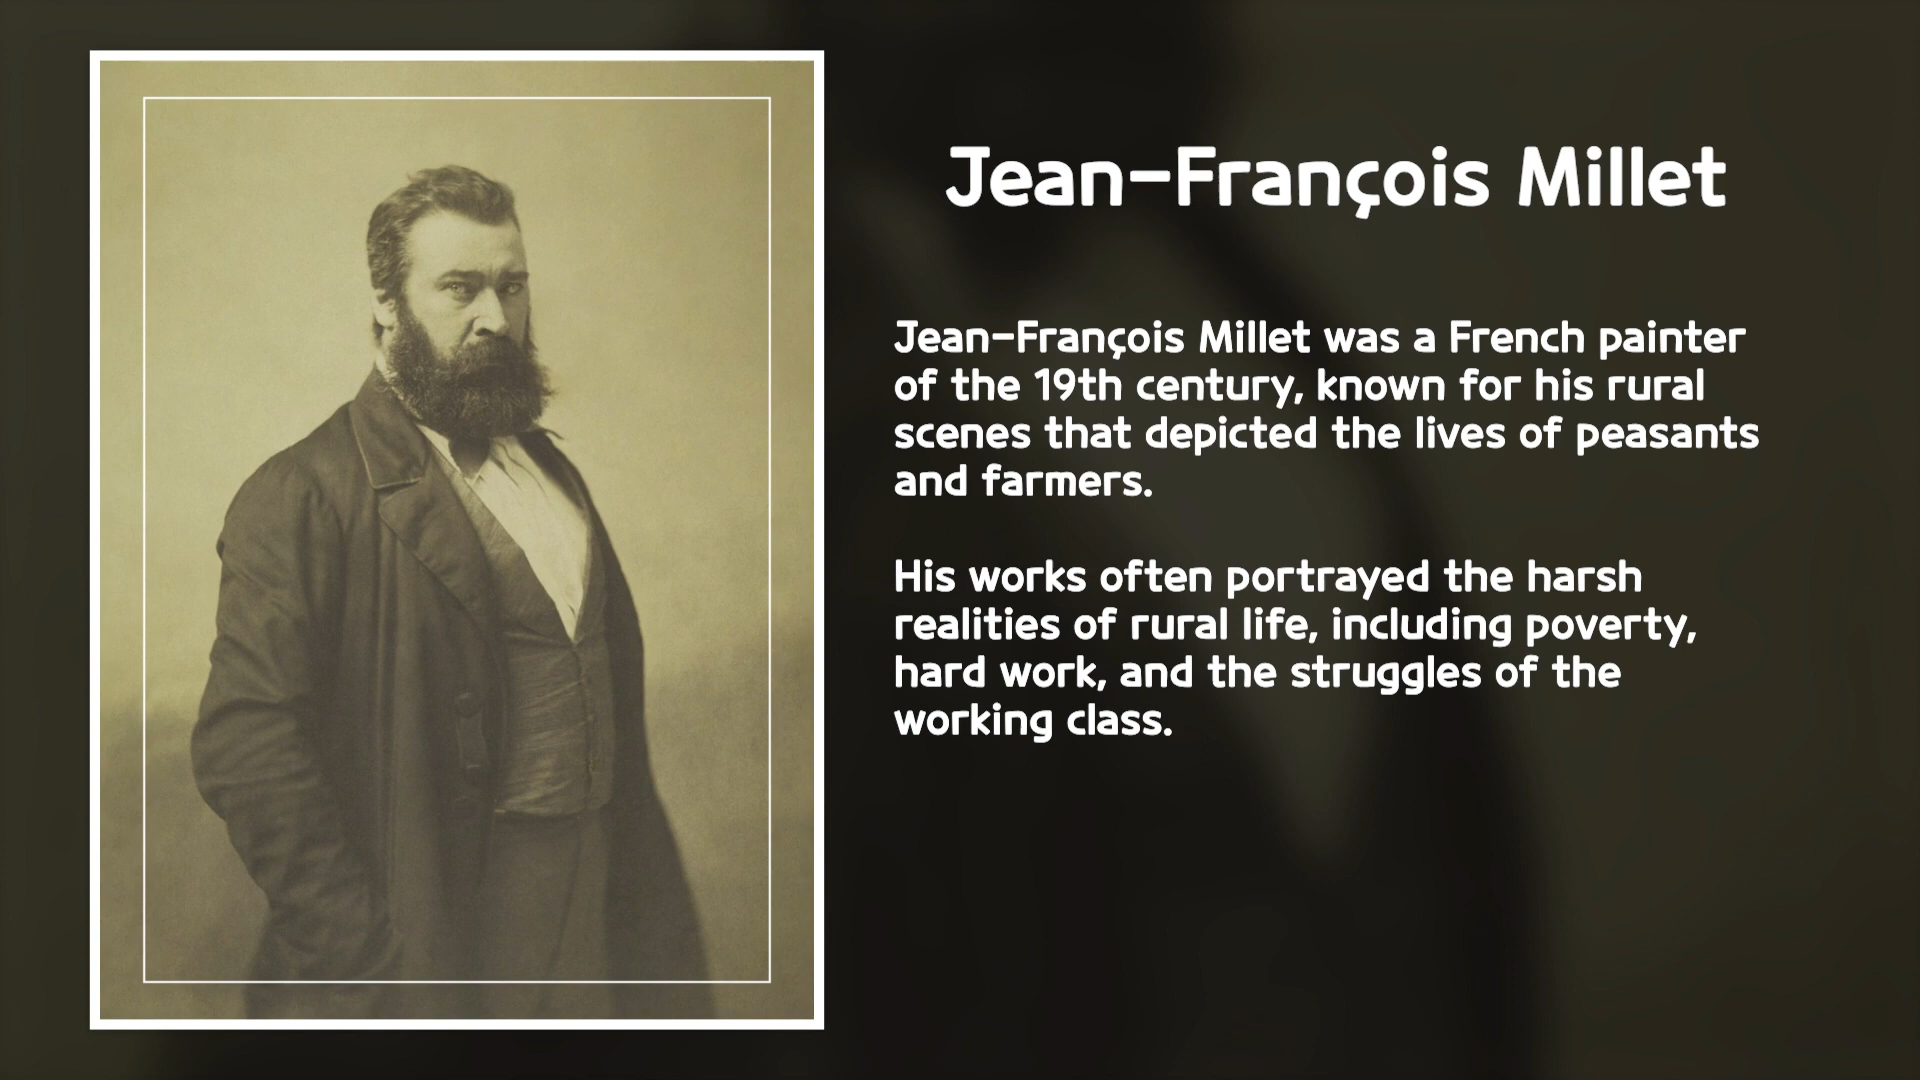 Jean-François Millet
Jean-François Millet was a French painter
of the 19th century, known for his rural
scenes that depicted the lives of peasants
and farmers.
His works often portrayed the harsh
realities of rural life, including poverty,
hard work, and the struggles of the
working class.